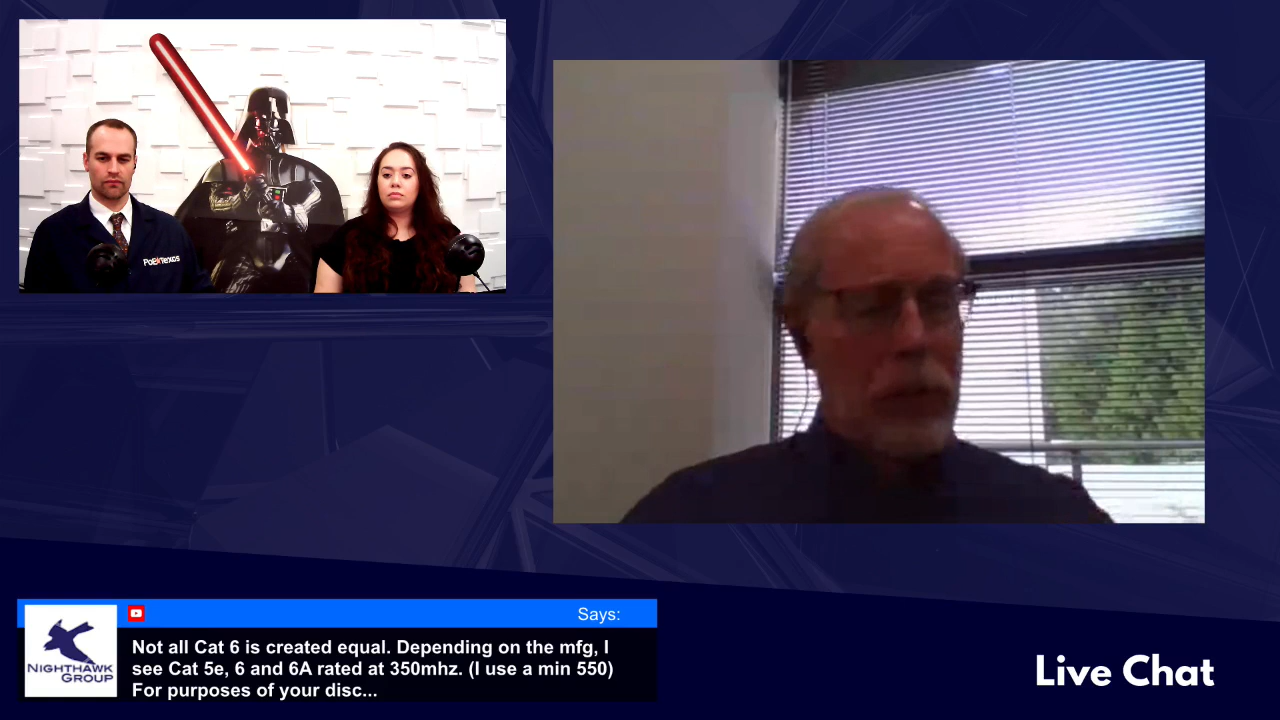 PoE Texas
Says:
NIGHTHAWK
GROUP
Not all Cat 6 is created equal. Depending on the mfg, I
see Cat 5e, 6 and 6A rated at 350mhz. (I use a min 550)
For purposes of your disc...
Live Chat